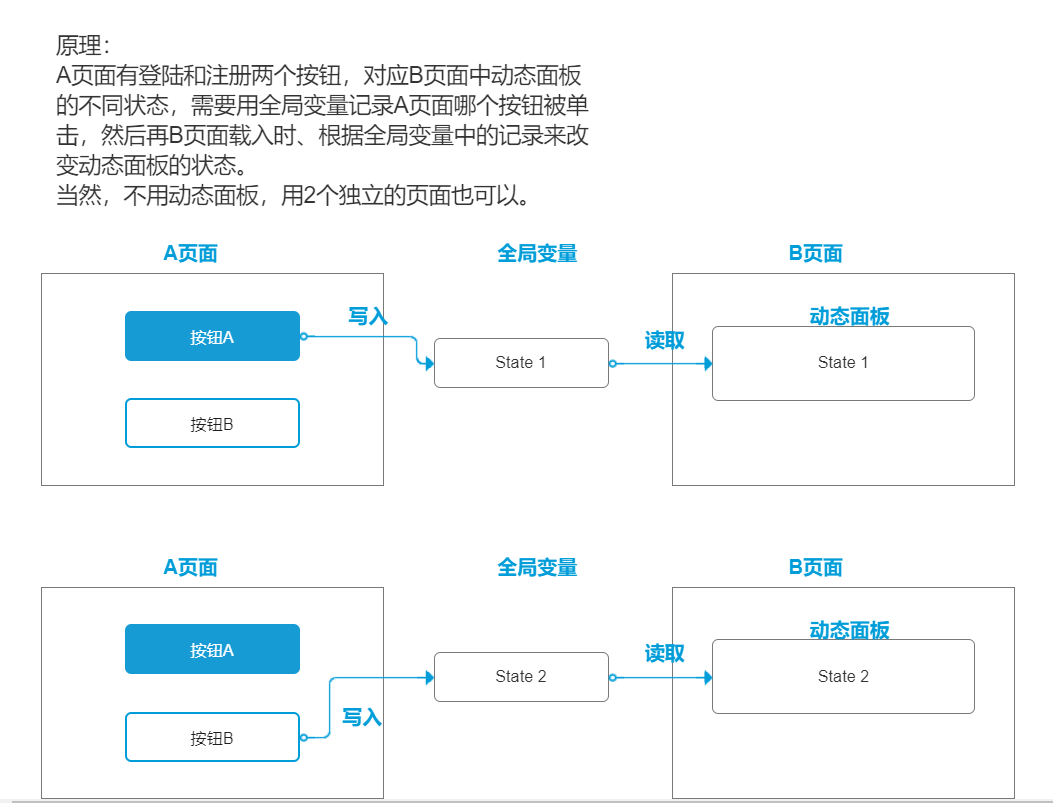 原理：
A页面有登陆和注册两个按钮，对应B页面中动态面板
的不同状态，需要用全局变量记录A页面哪个按钮被单
击，然后再B页面载入时、根据全局变量中的记录来改
变动态面板的状态。
当然，不用动态面板，用2个独立的页面也可以。
A页面
全局变量
B页面
按钮A
写入
State 1
读取
动态面板
State 1
按钮B
A页面
全局变量
B页面
按钮A
State 2
读取
动态面板
State 2
写入
按钮B